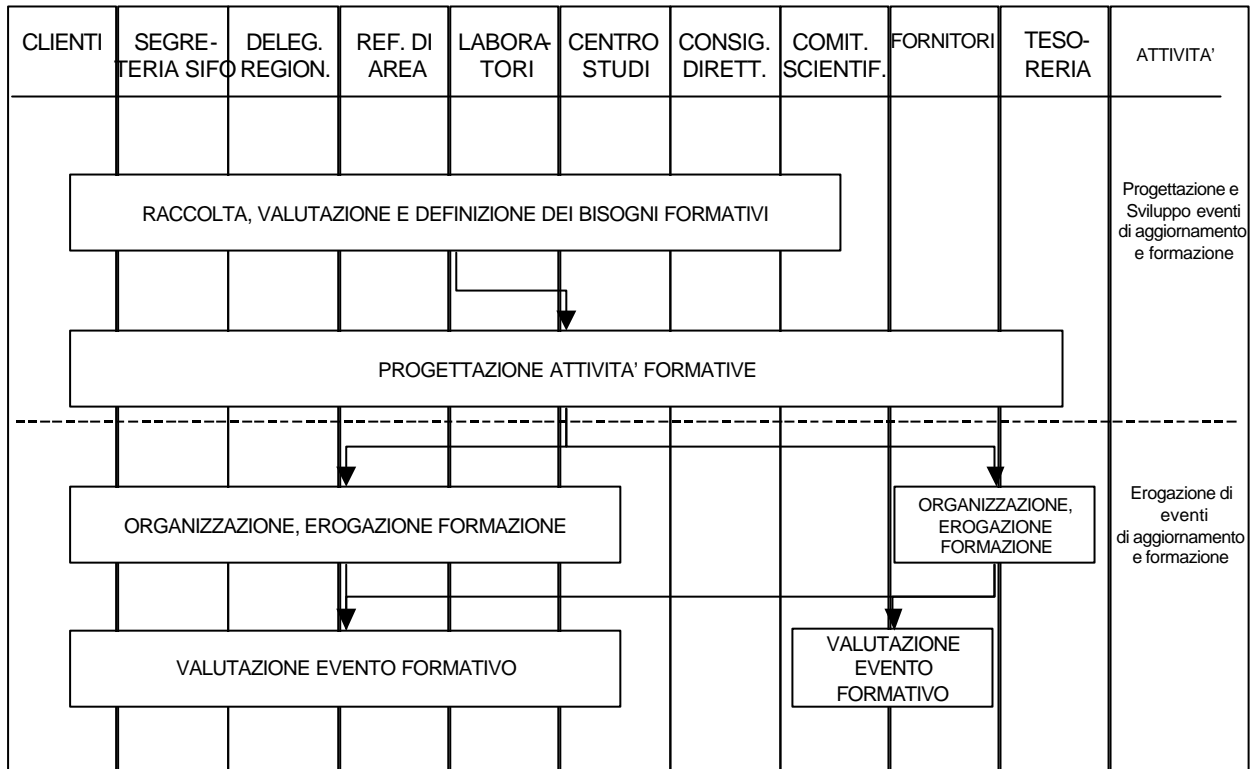 CLIENTI
SEGRE-
TERIA SIFO
DELEG.
REGION.
REF. DI
AREA
LABORA-
TORI
CENTRO
STUDI
CONSIG.
DIRETT.
COMIT.
SCIENTIF.
FORNITORI
TESO-
RERIA
ATTIVITA'
RACCOLTA, VALUTAZIONE E DEFINIZIONE DEI BISOGNI FORMATIVI
Progettazione e
Sviluppo eventi
di aggiornamento
e formazione
PROGETTAZIONE ATTIVITA' FORMATIVE
ORGANIZZAZIONE, EROGAZIONE FORMAZIONE
ORGANIZZAZIONE,
EROGAZIONE
FORMAZIONE
Erogazione di
eventi
di aggiornamento
e formazione
VALUTAZIONE EVENTO FORMATIVO
VALUTAZIONE
EVENTO
FORMATIVO